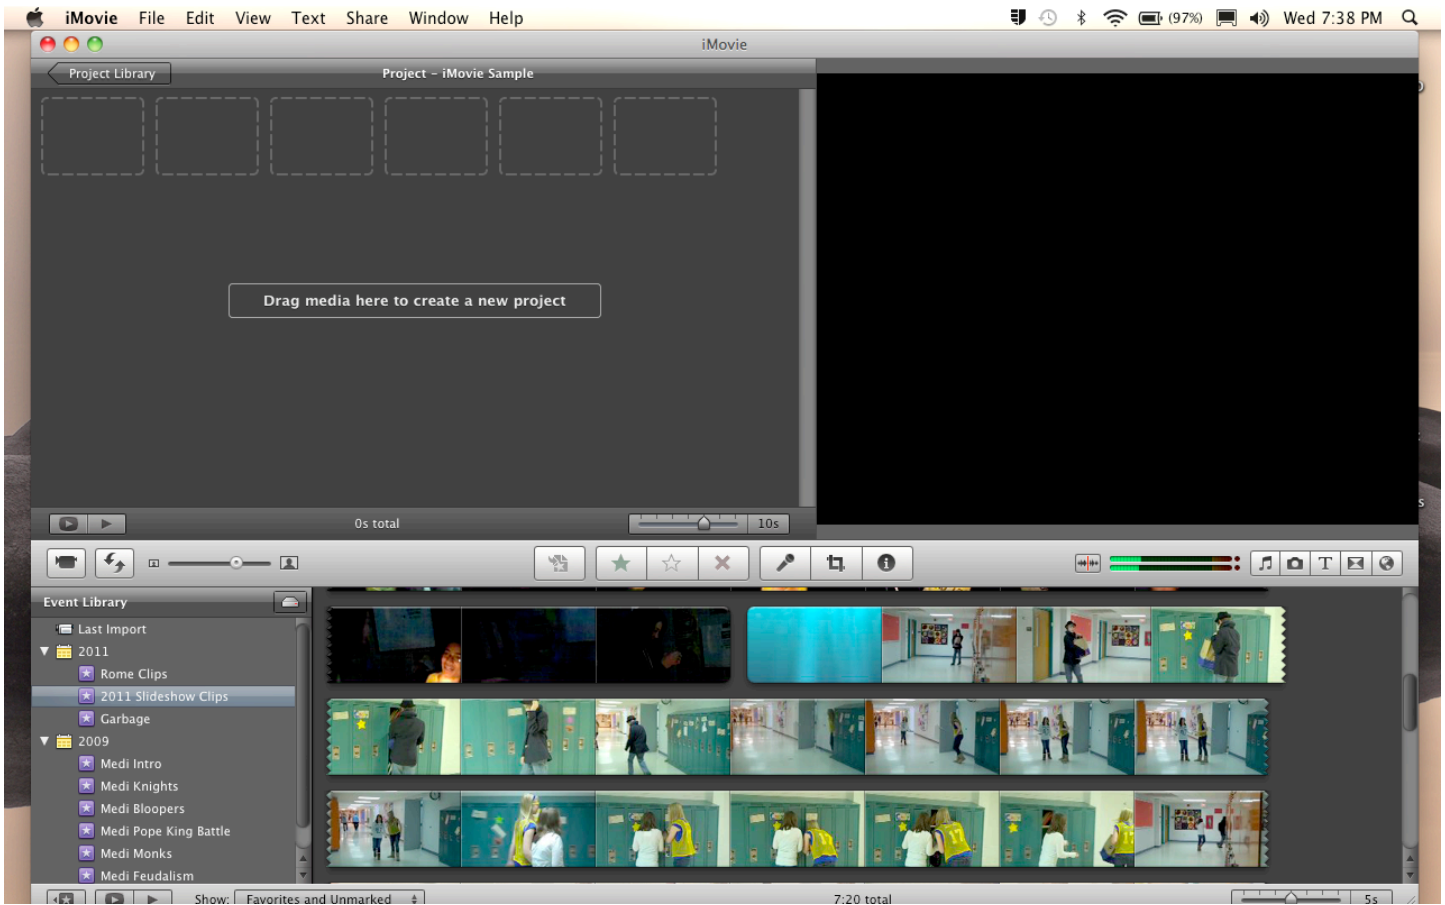 iMovie File Edit View Text Share Window Help (97%) Wed 7:38 PM
iMovie
Project Library Project - iMovie Sample
Drag media here to create a new project
0s total 10s
Event Library
Last Import
2011
Rome Clips
2011 Slideshow Clips
Garbage
2009
Medi Intro
Medi Knights
Medi Bloopers
Medi Pope King Battle
Medi Monks
Medi Feudalism
Show: Favorites and Unmarked 7:20 total 5s